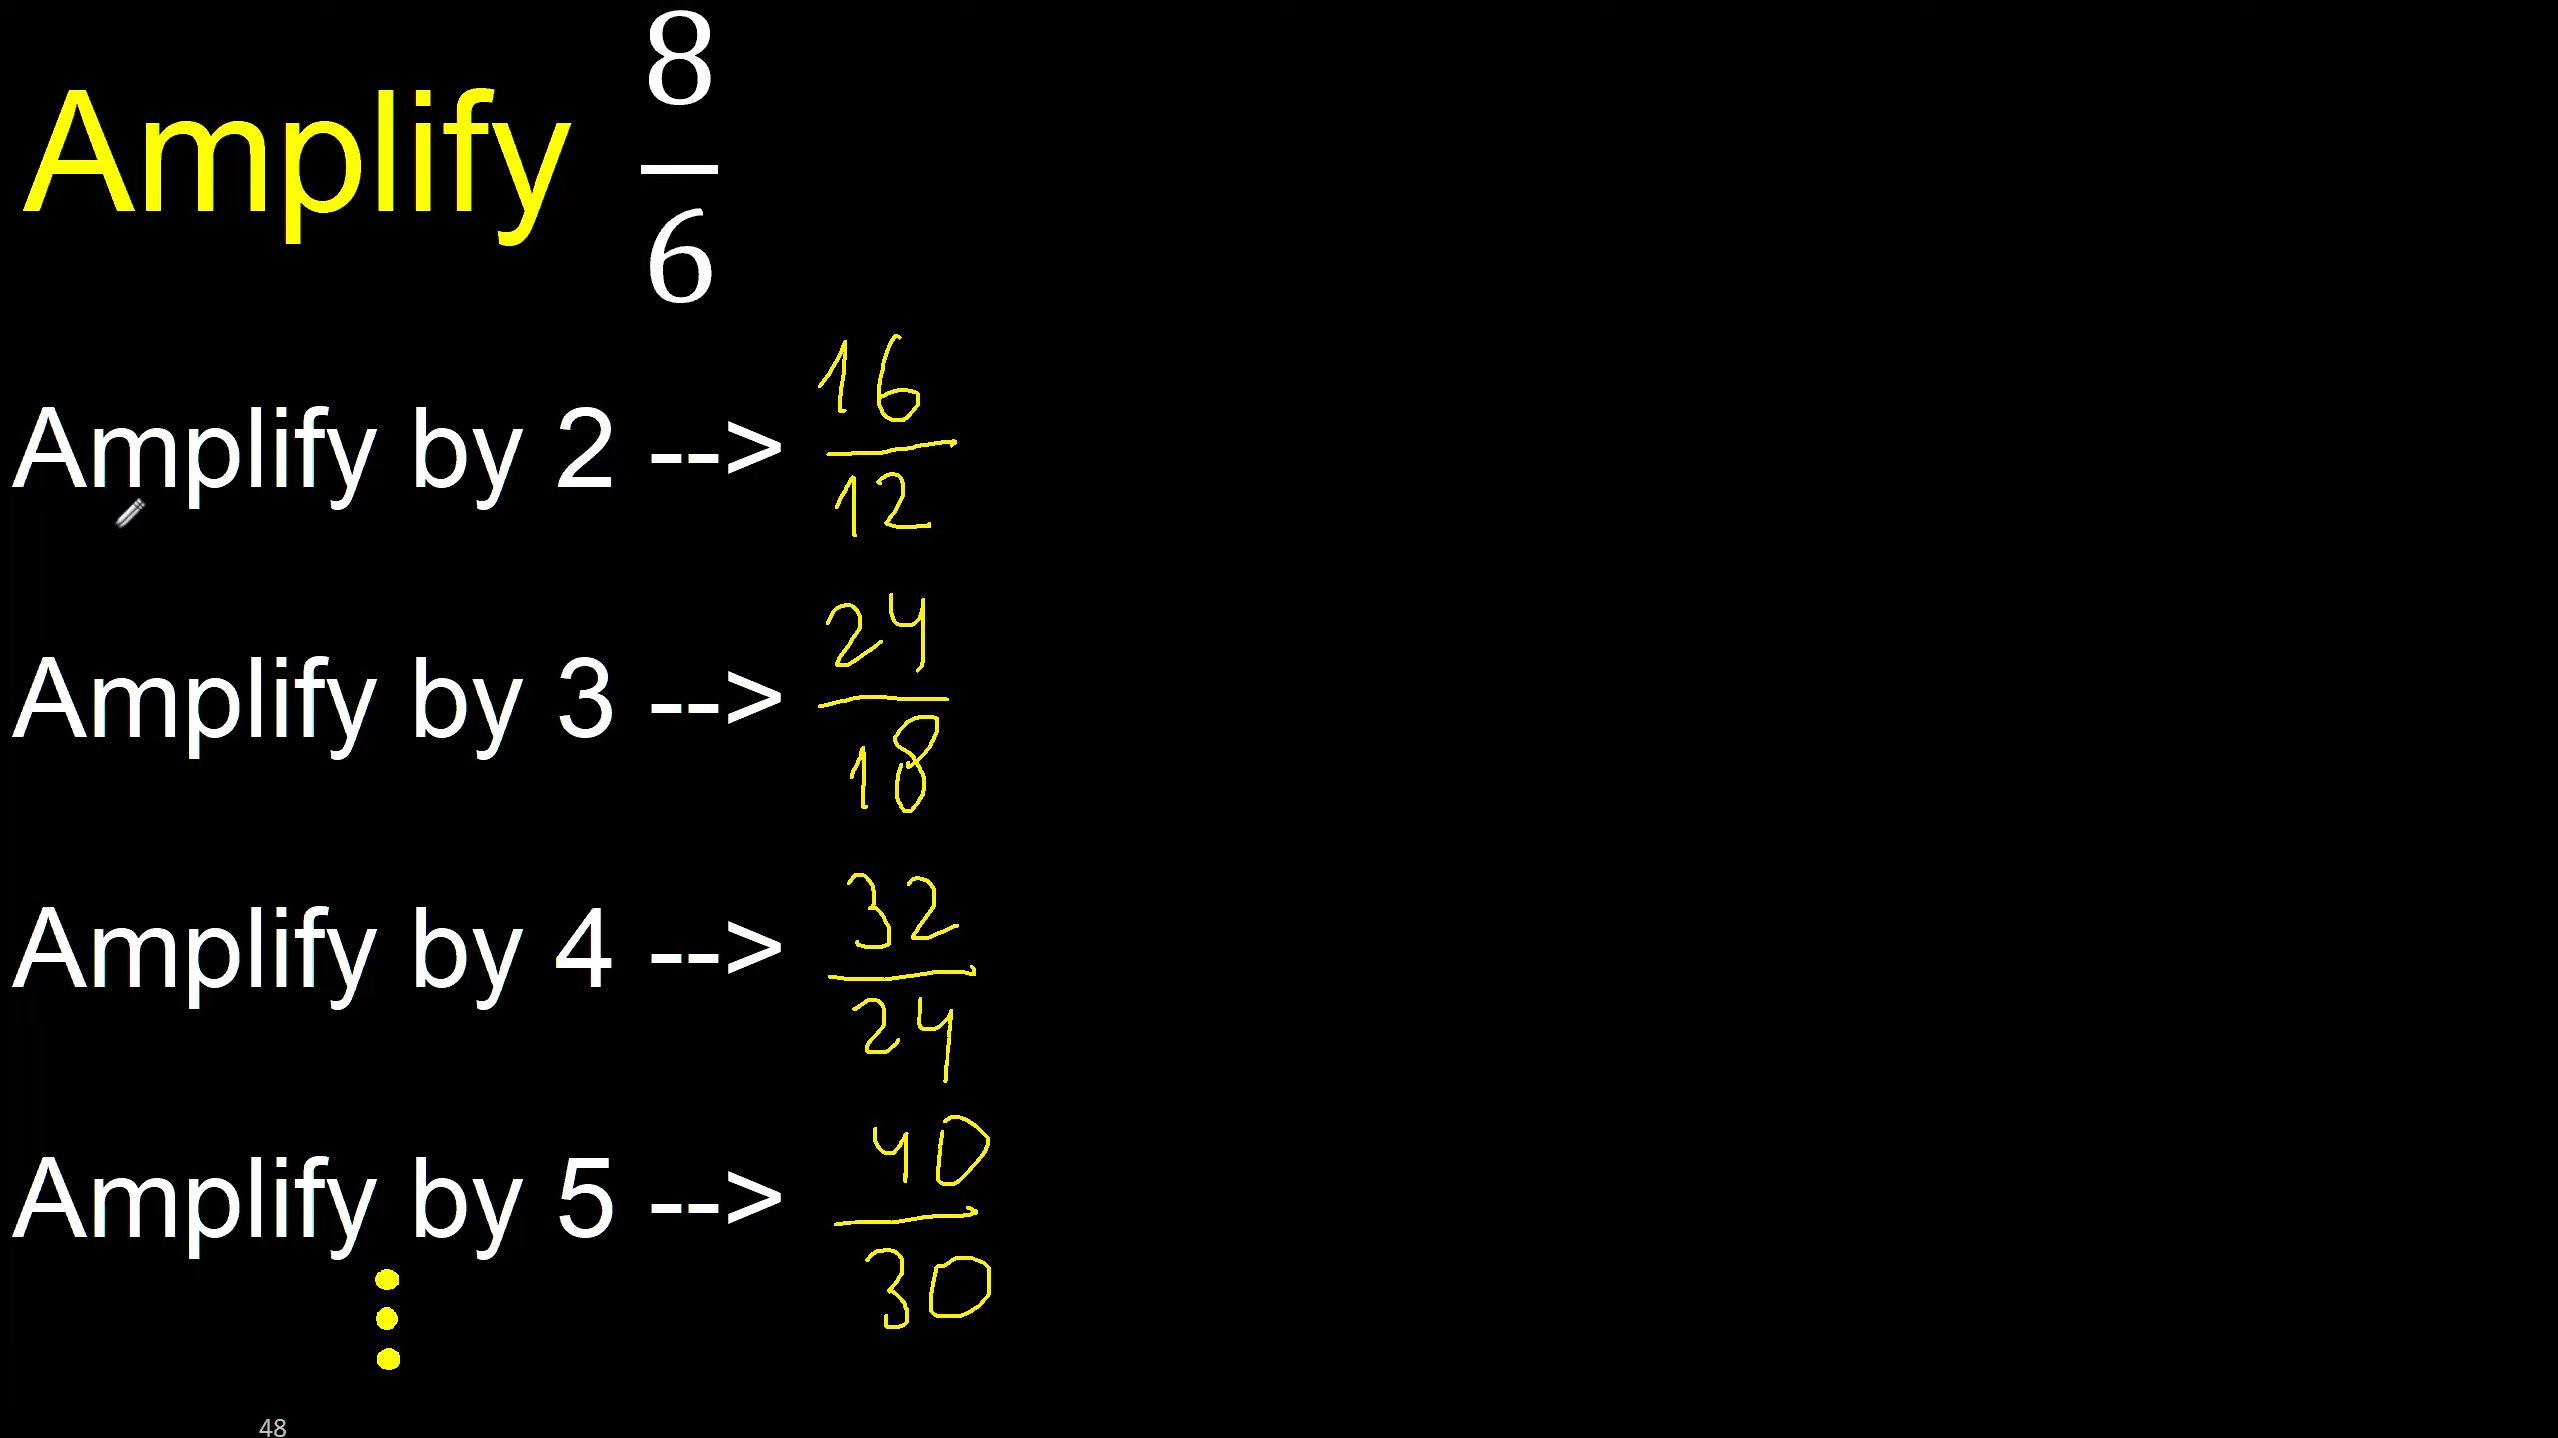 Amplify 8/6
Amplify by 2 --> 16/12
Amplify by 3 --> 24/18
Amplify by 4 --> 32/24
Amplify by 5 --> 40/30
48